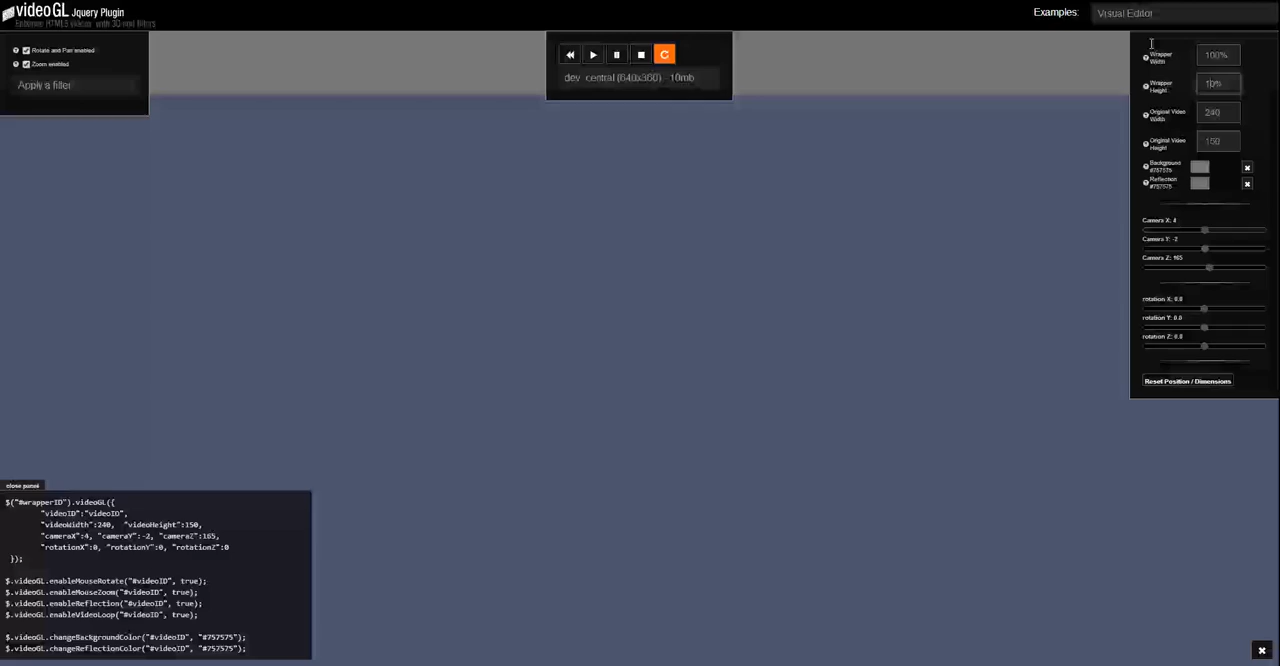 videoGL Jquery Plugin
Enhance HTML5 videos with 3D and filters
Examples:
Visual Editor
Rotate and Pan enabled
Zoom enabled
Apply a filter
dev_central (640x360) - 10mb
Wrapper Width
100%
Wrapper Height
10%
Original Video Width
240
Original Video Height
150
Background #757575
Reflection #757575
Camera X: 4
Camera Y: -2
Camera Z: 165
rotation X: 0.0
rotation Y: 0.0
rotation Z: 0.0
Reset Position / Dimensions
close panel
$("#wrapperID").videoGL({
"videoID":"videoID",
"videoWidth":240, "videoHeight":150,
"cameraX":4, "cameraY":-2, "cameraZ":165,
"rotationX":0, "rotationY":0, "rotationZ":0
});
$.videoGL.enableMouseRotate("#videoID", true);
$.videoGL.enableMouseZoom("#videoID", true);
$.videoGL.enableReflection("#videoID", true);
$.videoGL.enableVideoLoop("#videoID", true);
$.videoGL.changeBackgroundColor("#videoID", "#757575");
$.videoGL.changeReflectionColor("#videoID", "#757575");